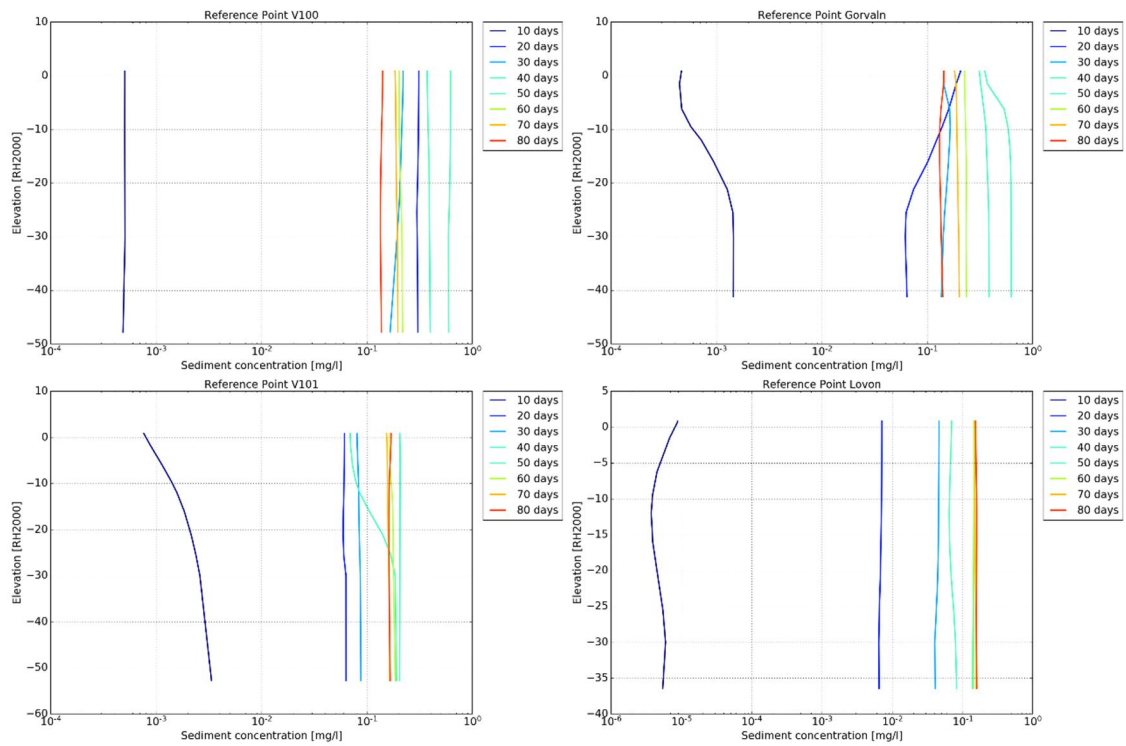 Reference Point V100
10
0
−10
−20
−30
−40
−50
Elevation [RH2000]
10⁻⁴ 10⁻³ 10⁻² 10⁻¹ 10⁰
Sediment concentration [mg/l]
10 days
20 days
30 days
40 days
50 days
60 days
70 days
80 days
Reference Point Gorvaln
10
0
−10
−20
−30
−40
−50
Elevation [RH2000]
10⁻⁴ 10⁻³ 10⁻² 10⁻¹ 10⁰
Sediment concentration [mg/l]
10 days
20 days
30 days
40 days
50 days
60 days
70 days
80 days
Reference Point V101
10
0
−10
−20
−30
−40
−50
−60
Elevation [RH2000]
10⁻⁴ 10⁻³ 10⁻² 10⁻¹ 10⁰
Sediment concentration [mg/l]
10 days
20 days
30 days
40 days
50 days
60 days
70 days
80 days
Reference Point Lovon
5
0
−5
−10
−15
−20
−25
−30
−35
−40
Elevation [RH2000]
10⁻⁶ 10⁻⁵ 10⁻⁴ 10⁻³ 10⁻² 10⁻¹ 10⁰
Sediment concentration [mg/l]
10 days
20 days
30 days
40 days
50 days
60 days
70 days
80 days